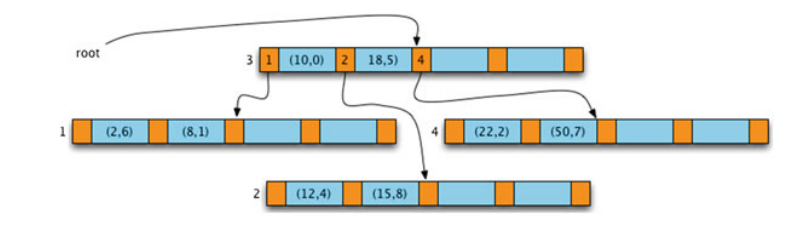 root
3 1 (10,0) 2 18,5) 4
1 (2,6) (8,1)
4 (22,2) (50,7)
2 (12,4) (15,8)